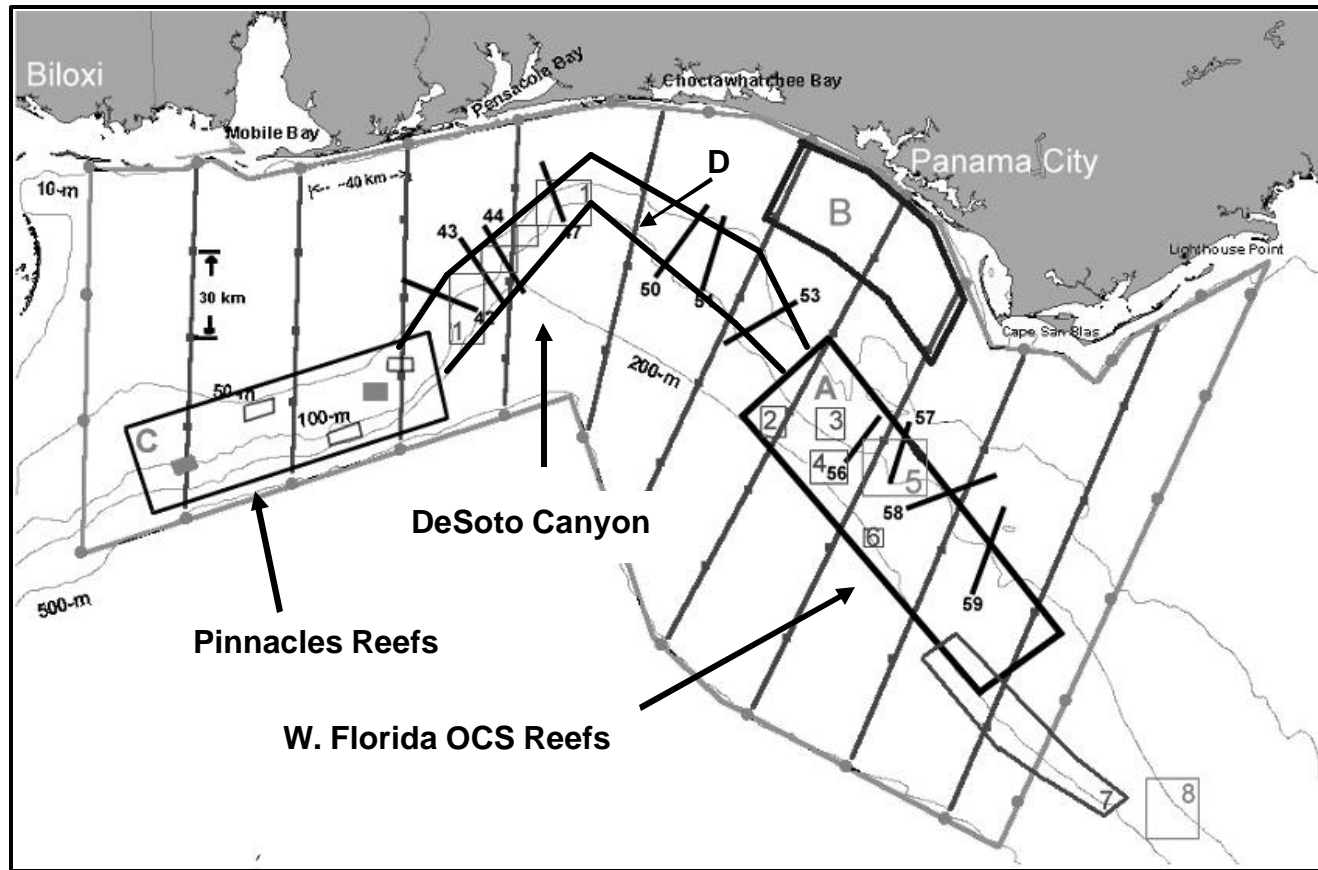 Biloxi
Mobile Bay
Pensacola Bay
Choctawhatchee Bay
Panama City
Lighthouse Point
Cape San Blas
10-m
|<-- ~40 km -->|
30 km
D
B
1
43
44
47
42
1
50
51
53
200-m
50-m
100-m
C
A
2
3
4
56
57
5
58
6
59
500-m
DeSoto Canyon
Pinnacles Reefs
W. Florida OCS Reefs
7
8